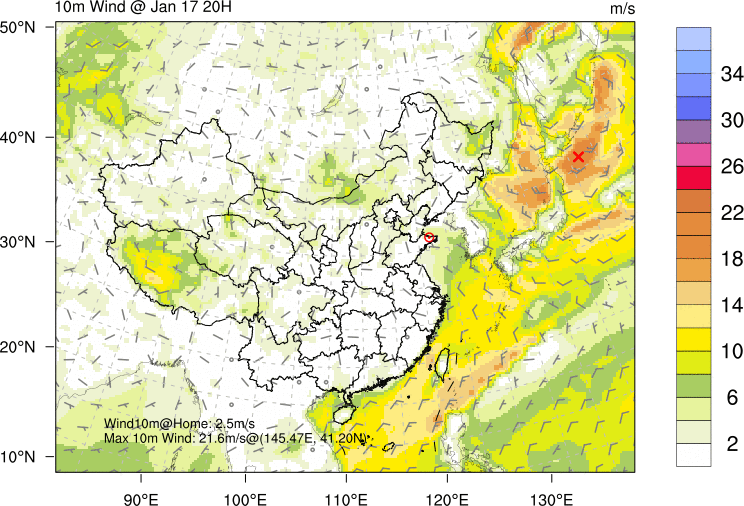 10m Wind @ Jan 17 20H
m/s
50°N
40°N
30°N
20°N
10°N
90°E
100°E
110°E
120°E
130°E
Wind10m@Home: 2.5m/s
Max 10m Wind: 21.6m/s@(145.47E, 41.20N)
34
30
26
22
18
14
10
6
2